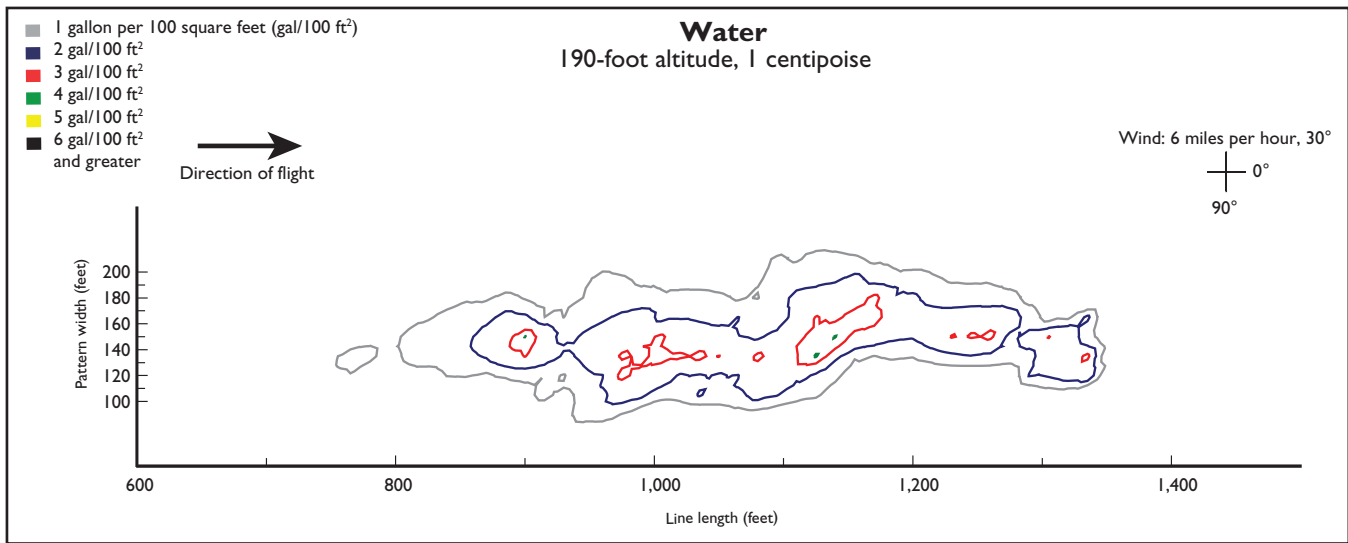 Water
190-foot altitude, 1 centipoise
1 gallon per 100 square feet (gal/100 ft²)
2 gal/100 ft²
3 gal/100 ft²
4 gal/100 ft²
5 gal/100 ft²
6 gal/100 ft²
and greater
Direction of flight
Wind: 6 miles per hour, 30°
0°
90°
Pattern width (feet)
200
180
160
140
120
100
600
800
1,000
1,200
1,400
Line length (feet)